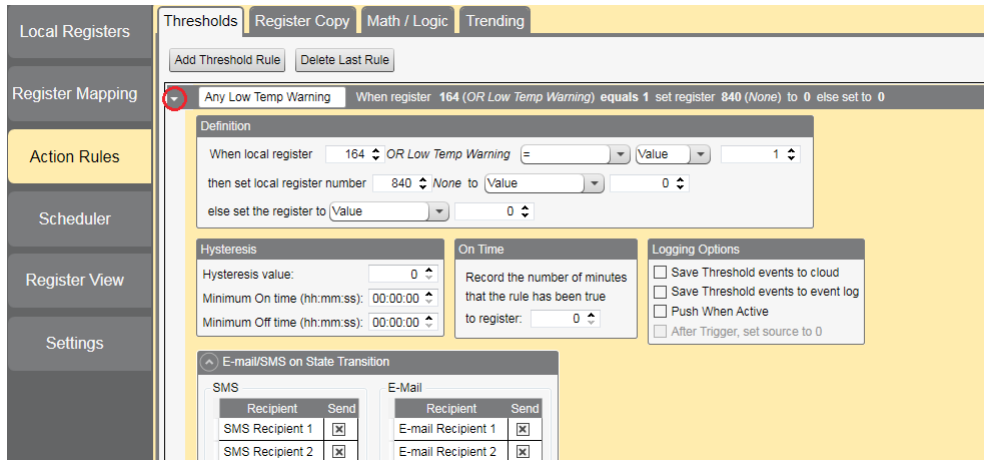 Local Registers
Register Mapping
Action Rules
Scheduler
Register View
Settings
Thresholds Register Copy Math / Logic Trending
Add Threshold Rule Delete Last Rule
Any Low Temp Warning When register 164 (OR Low Temp Warning) equals 1 set register 840 (None) to 0 else set to 0
Definition
When local register 164 OR Low Temp Warning = Value 1
then set local register number 840 None to Value 0
else set the register to Value 0
Hysteresis
Hysteresis value: 0
Minimum On time (hh:mm:ss): 00:00:00
Minimum Off time (hh:mm:ss): 00:00:00
On Time
Record the number of minutes
that the rule has been true
to register: 0
Logging Options
Save Threshold events to cloud
Save Threshold events to event log
Push When Active
After Trigger, set source to 0
E-mail/SMS on State Transition
SMS
Recipient Send
SMS Recipient 1
SMS Recipient 2
E-Mail
Recipient Send
E-mail Recipient 1
E-mail Recipient 2